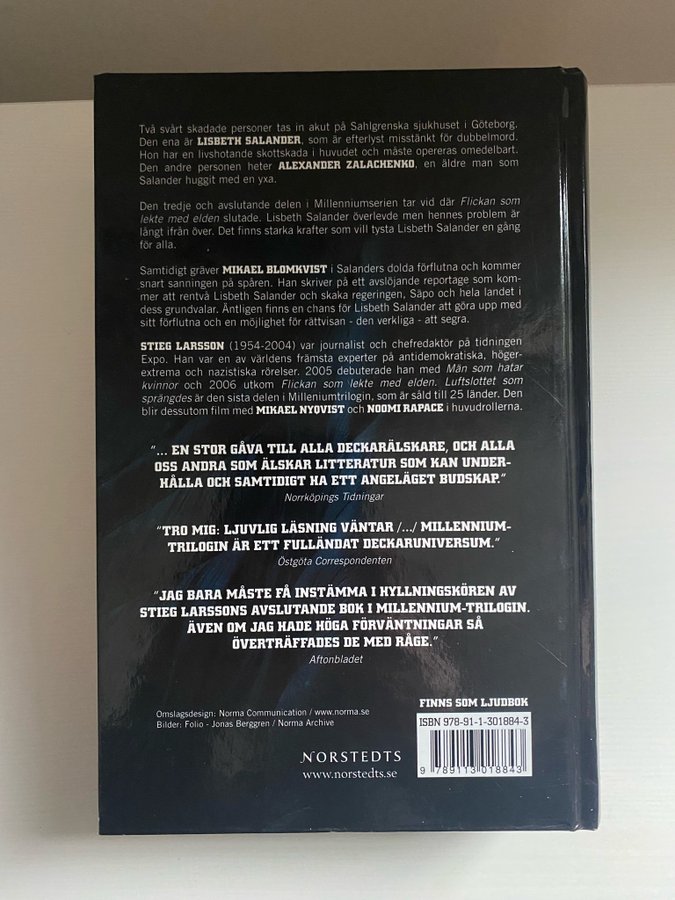 Två svårt skadade personer tas in akut på Sahlgrenska sjukhuset i Göteborg.
Den ena är LISBETH SALANDER, som är efterlyst misstänkt för dubbelmord.
Hon har en livshotande skottskada i huvudet och måste opereras omedelbart.
Den andre personen heter ALEXANDER ZALACHENKO, en äldre man som
Salander huggit med en yxa.
Den tredje och avslutande delen i Millenniumserien tar vid där Flickan som
lekte med elden slutade. Lisbeth Salander överlevde men hennes problem är
långt ifrån över. Det finns starka krafter som vill tysta Lisbeth Salander en gång
för alla.
Samtidigt gräver MIKAEL BLOMKVIST i Salanders dolda förflutna och kommer
snart sanningen på spåren. Han skriver på ett avslöjande reportage som kom-
mer att rentvå Lisbeth Salander och skaka regeringen, Säpo och hela landet i
dess grundvalar. Äntligen finns en chans för Lisbeth Salander att göra upp med
sitt förflutna och en möjlighet för rättvisan - den verkliga - att segra.
STIEG LARSSON (1954-2004) var journalist och chefredaktör på tidningen
Expo. Han var en av världens främsta experter på antidemokratiska, höger-
extrema och nazistiska rörelser. 2005 debuterade han med Män som hatar
kvinnor och 2006 utkom Flickan som lekte med elden. Luftslottet som
sprängdes är den sista delen i Milleniumtrilogin, som är såld till 25 länder. Den
blir dessutom film med MIKAEL NYQVIST och NOOMI RAPACE i huvudrollerna.
"... EN STOR GÅVA TILL ALLA DECKARÄLSKARE, OCH ALLA
OSS ANDRA SOM ÄLSKAR LITTERATUR SOM KAN UNDER-
HÅLLA OCH SAMTIDIGT HA ETT ANGELÄGET BUDSKAP."
Norrköpings Tidningar
"TRO MIG: LJUVLIG LÄSNING VÄNTAR /.../ MILLENNIUM-
TRILOGIN ÄR ETT FULLÄNDAT DECKARUNIVERSUM."
Östgöta Correspondenten
"JAG BARA MÅSTE FÅ INSTÄMMA I HYLLNINGSKÖREN AV
STIEG LARSSONS AVSLUTANDE BOK I MILLENNIUM-TRILOGIN.
ÄVEN OM JAG HADE HÖGA FÖRVÄNTNINGAR SÅ
ÖVERTRÄFFADES DE MED RÅGE."
Aftonbladet
Omslagsdesign: Norma Communication / www.norma.se
Bilder: Folio - Jonas Berggren / Norma Archive
FINNS SOM LJUDBOK
ISBN 978-91-1-301884-3
9 789113 018843
NORSTEDTS
www.norstedts.se